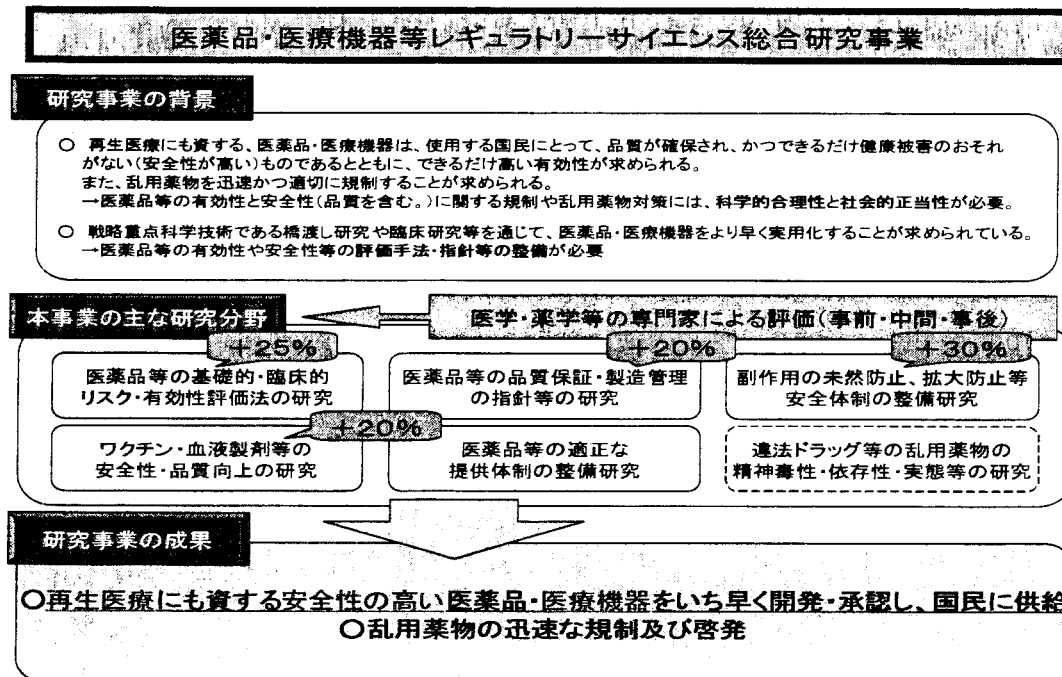 医薬品・医療機器等レギュラトリーサイエンス総合研究事業
研究事業の背景
○ 再生医療にも資する、医薬品・医療機器は、使用する国民にとって、品質が確保され、かつできるだけ健康被害のおそれ
がない(安全性が高い)ものであるとともに、できるだけ高い有効性が求められる。
また、乱用薬物を迅速かつ適切に規制することが求められる。
→医薬品等の有効性と安全性(品質を含む。)に関する規制や乱用薬物対策には、科学的合理性と社会的正当性が必要。
○ 戦略重点科学技術である橋渡し研究や臨床研究等を通じて、医薬品・医療機器をより早く実用化することが求められている。
→医薬品等の有効性や安全性等の評価手法・指針等の整備が必要
本事業の主な研究分野
医学・薬学等の専門家による評価(事前・中間・事後)
+25%
医薬品等の基礎的・臨床的
リスク・有効性評価法の研究
+20%
医薬品等の品質保証・製造管理
の指針等の研究
+30%
副作用の未然防止、拡大防止等
安全体制の整備研究
+20%
ワクチン・血液製剤等の
安全性・品質向上の研究
医薬品等の適正な
提供体制の整備研究
違法ドラッグ等の乱用薬物の
精神毒性・依存性・実態等の研究
研究事業の成果
○再生医療にも資する安全性の高い医薬品・医療機器をいち早く開発・承認し、国民に供給
○乱用薬物の迅速な規制及び啓発